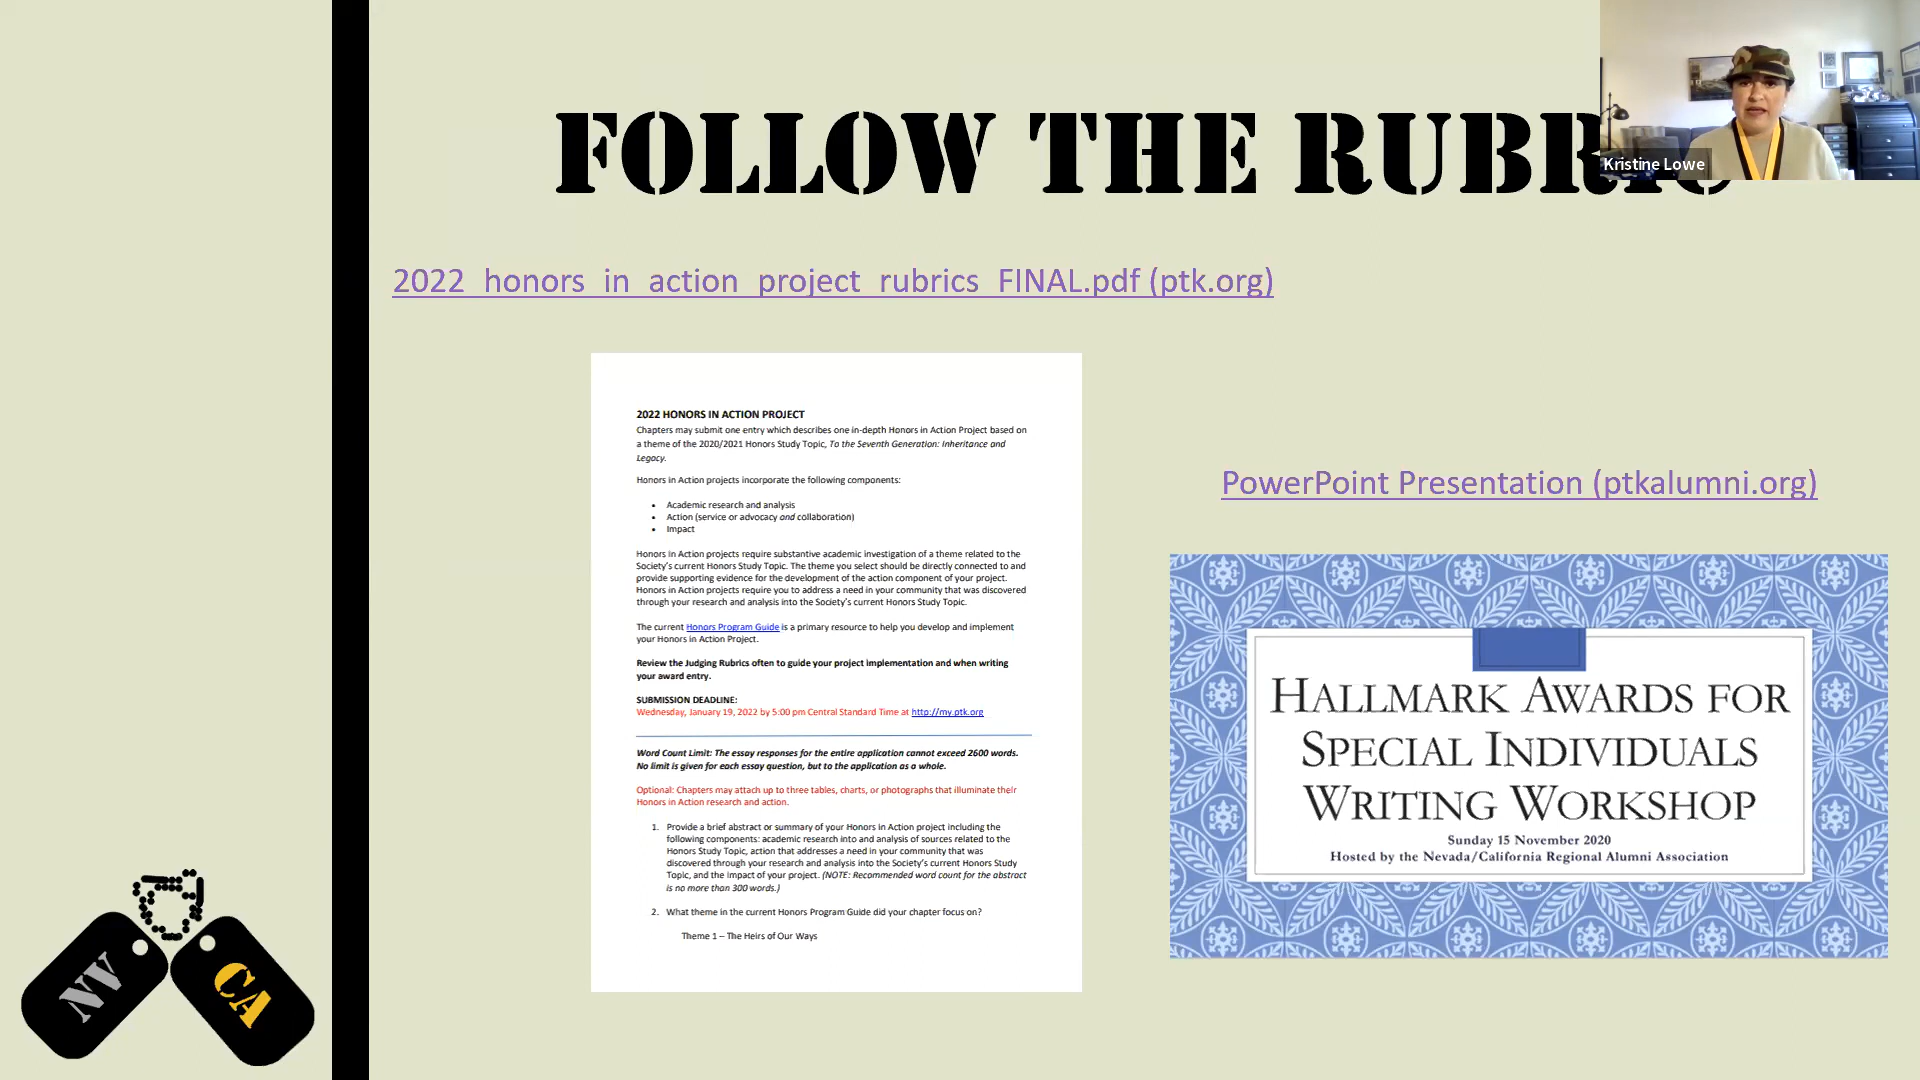 FOLLOW THE RUBRIC
Kristine Lowe
2022_honors_in_action_project_rubrics_FINAL.pdf (ptk.org)
2022 HONORS IN ACTION PROJECT
Chapters may submit one entry which describes one in-depth Honors in Action Project based on
a theme of the 2020/2021 Honors Study Topic, To the Seventh Generation: Inheritance and
Legacy.
Honors in Action projects incorporate the following components:
• Academic research and analysis
• Action (service or advocacy and collaboration)
• Impact
Honors in Action projects require substantive academic investigation of a theme related to the
Society's current Honors Study Topic. The theme you select should be directly connected to and
provide supporting evidence for the development of the action component of your project.
Honors in Action projects require you to address a need in your community that was discovered
through your research and analysis into the Society's current Honors Study Topic.
The current Honors Program Guide is a primary resource to help you develop and implement
your Honors in Action Project.
Review the Judging Rubrics often to guide your project implementation and when writing
your award entry.
SUBMISSION DEADLINE:
Wednesday, January 19, 2022 by 5:00 pm Central Standard Time at http://my.ptk.org
Word Count Limit: The essay responses for the entire application cannot exceed 2600 words.
No limit is given for each essay question, but to the application as a whole.
Optional: Chapters may attach up to three tables, charts, or photographs that illuminate their
Honors in Action research and action.
1. Provide a brief abstract or summary of your Honors in Action project including the
following components: academic research into and analysis of sources related to the
Honors Study Topic, action that addresses a need in your community that was
discovered through your research and analysis into the Society's current Honors Study
Topic, and the impact of your project. (NOTE: Recommended word count for the abstract
is no more than 300 words.)
2. What theme in the current Honors Program Guide did your chapter focus on?
Theme 1 – The Heirs of Our Ways
PowerPoint Presentation (ptkalumni.org)
HALLMARK AWARDS FOR
SPECIAL INDIVIDUALS
WRITING WORKSHOP
Sunday 15 November 2020
Hosted by the Nevada/California Regional Alumni Association
NV
CA